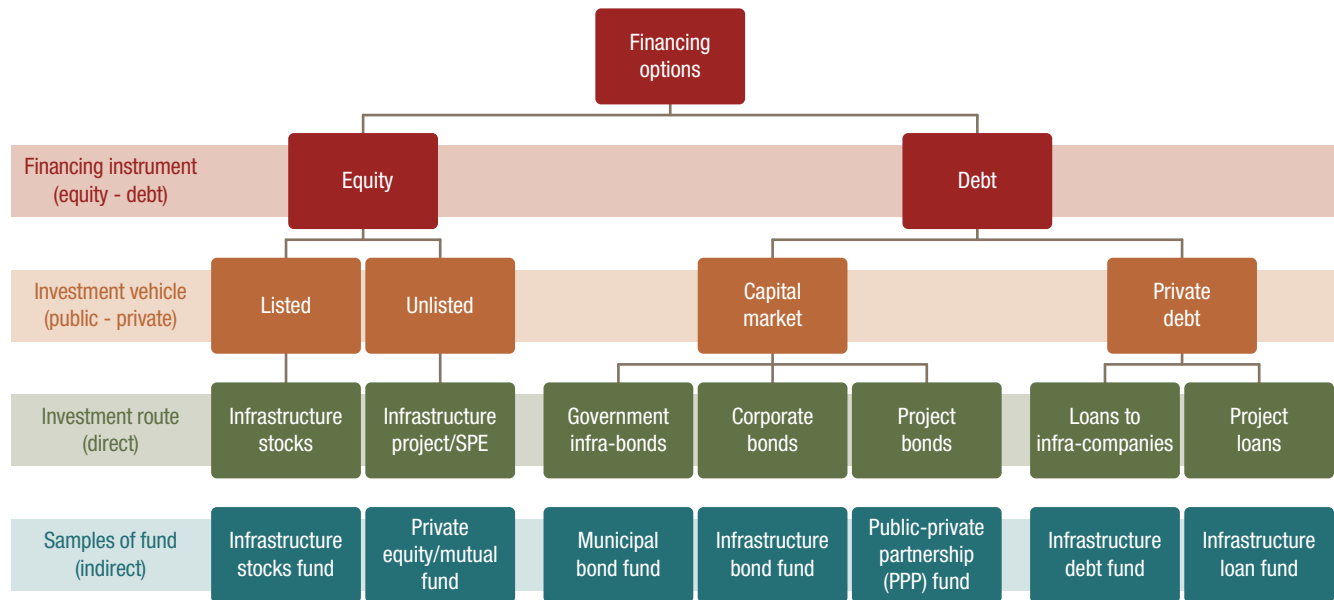 Financing
options
Financing instrument
(equity - debt)
Equity
Debt
Investment vehicle
(public - private)
Listed
Unlisted
Capital
market
Private
debt
Investment route
(direct)
Infrastructure
stocks
Infrastructure
project/SPE
Government
infra-bonds
Corporate
bonds
Project
bonds
Loans to
infra-companies
Project
loans
Samples of fund
(indirect)
Infrastructure
stocks fund
Private
equity/mutual
fund
Municipal
bond fund
Infrastructure
bond fund
Public-private
partnership
(PPP) fund
Infrastructure
debt fund
Infrastructure
loan fund